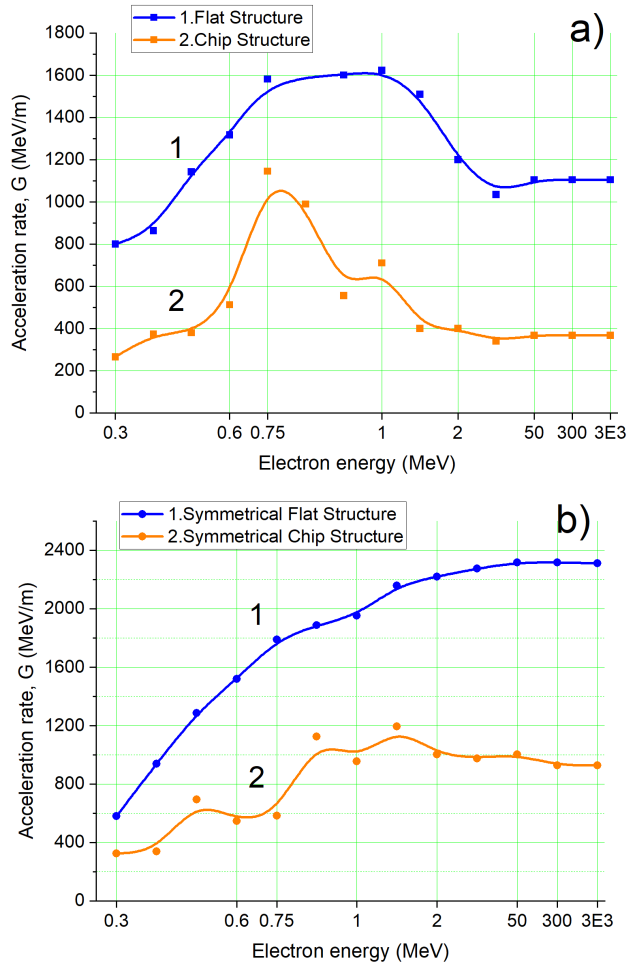 1.Flat Structure
2.Chip Structure
a)
1800
1600
1400
1200
1000
800
600
400
200
0
Acceleration rate, G (MeV/m)
1
2
0.3 0.6 0.75 1 2 50 300 3E3
Electron energy (MeV)
1.Symmetrical Flat Structure
2.Symmetrical Chip Structure
b)
2400
2000
1600
1200
800
400
0
Acceleration rate, G (MeV/m)
1
2
0.3 0.6 0.75 1 2 50 300 3E3
Electron energy (MeV)